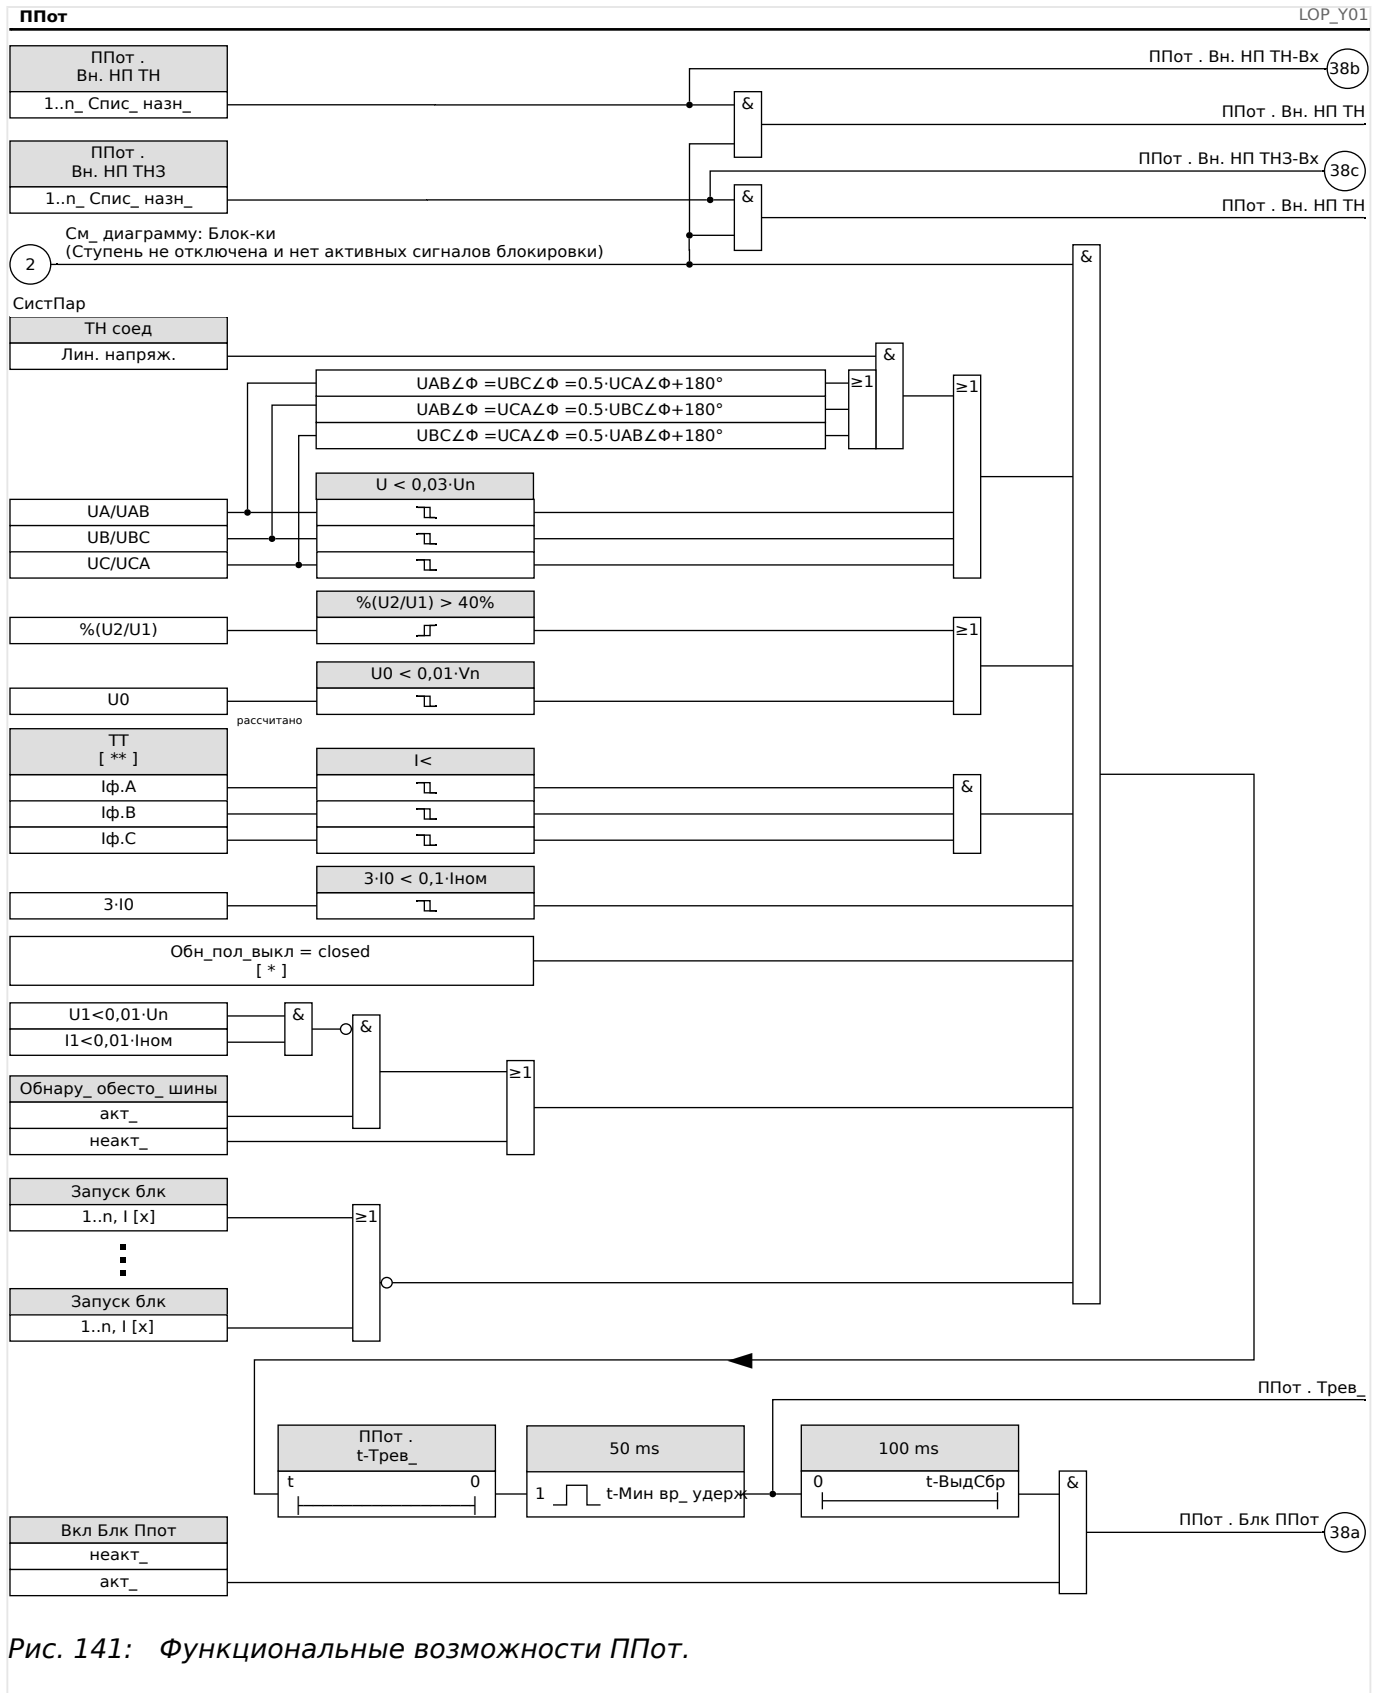 ППот
LOP_Y01
ППот .
Вн. НП ТН
1..n_ Спис_ назн_
&
ППот . Вн. НП ТН-Вх
38b
ППот . Вн. НП ТН
ППот .
Вн. НП ТНЗ
1..n_ Спис_ назн_
&
ППот . Вн. НП ТНЗ-Вх
38c
ППот . Вн. НП ТН
2
См_ диаграмму: Блок-ки
(Ступень не отключена и нет активных сигналов блокировки)
&
СистПар
ТН соед
Лин. напряж.
&
UAB∠Ф =UBC∠Ф =0.5·UCA∠Ф+180°
≥1
≥1
UAB∠Ф =UCA∠Ф =0.5·UBC∠Ф+180°
UBC∠Ф =UCA∠Ф =0.5·UAB∠Ф+180°
U < 0,03·Un
UA/UAB
UB/UBC
UC/UCA
%(U2/U1) > 40%
%(U2/U1)
≥1
U0 < 0,01·Vn
U0
рассчитано
ТТ
[ ** ]
I<
Iф.A
&
Iф.B
Iф.C
3·I0 < 0,1·Iном
3·I0
Обн_пол_выкл = closed
[ * ]
U1<0,01·Un
&
&
I1<0,01·Iном
≥1
Обнару_ обесто_ шины
акт_
неакт_
Запуск блк
1..n, I [x]
≥1
Запуск блк
1..n, I [x]
ППот . Трев_
ППот .
t-Трев_
t
0
50 ms
1
t-Мин вр_ удерж
100 ms
0
t-ВыдСбр
&
Вкл Блк Ппот
неакт_
акт_
ППот . Блк ППот
38a
Рис. 141: Функциональные возможности ППот.